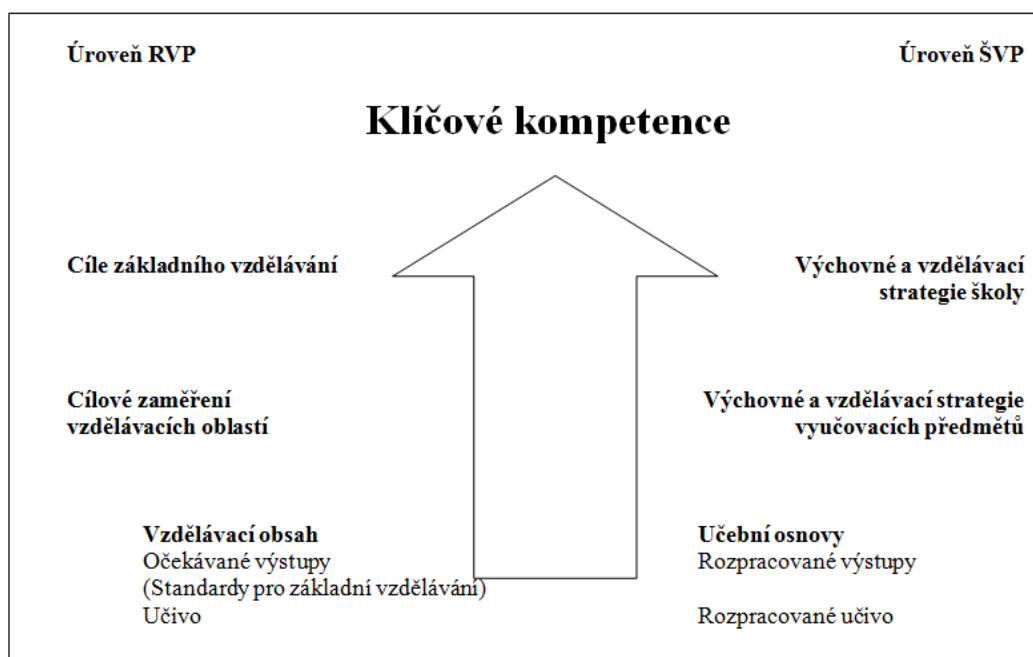 Úroveň RVP
Úroveň ŠVP
Klíčové kompetence
Cíle základního vzdělávání
Výchovné a vzdělávací
strategie školy
Cílové zaměření
vzdělávacích oblastí
Výchovné a vzdělávací strategie
vyučovacích předmětů
Vzdělávací obsah
Očekávané výstupy
(Standardy pro základní vzdělávání)
Učivo
Učební osnovy
Rozpracované výstupy
Rozpracované učivo